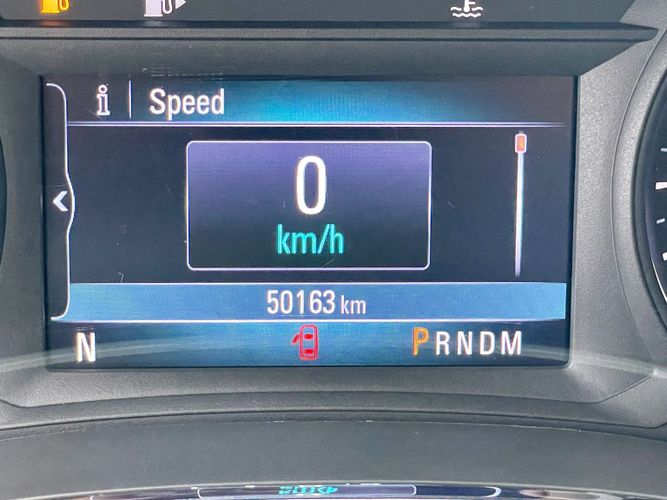 i Speed
0
km/h
50163 km
N PRNDM